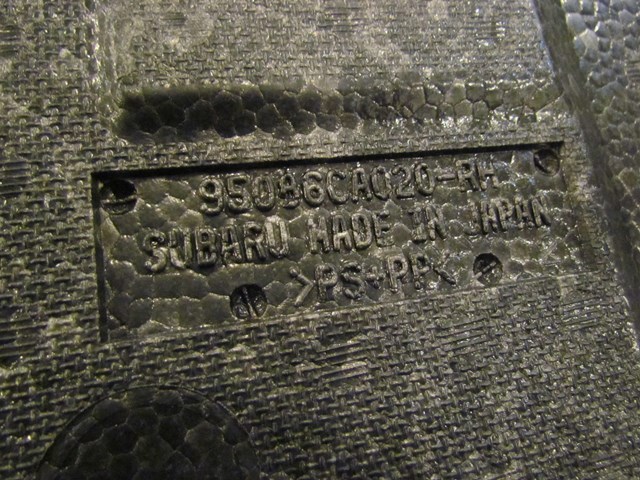 95086CA020-RH
SUBARU MADE IN JAPAN
>PS+PP<